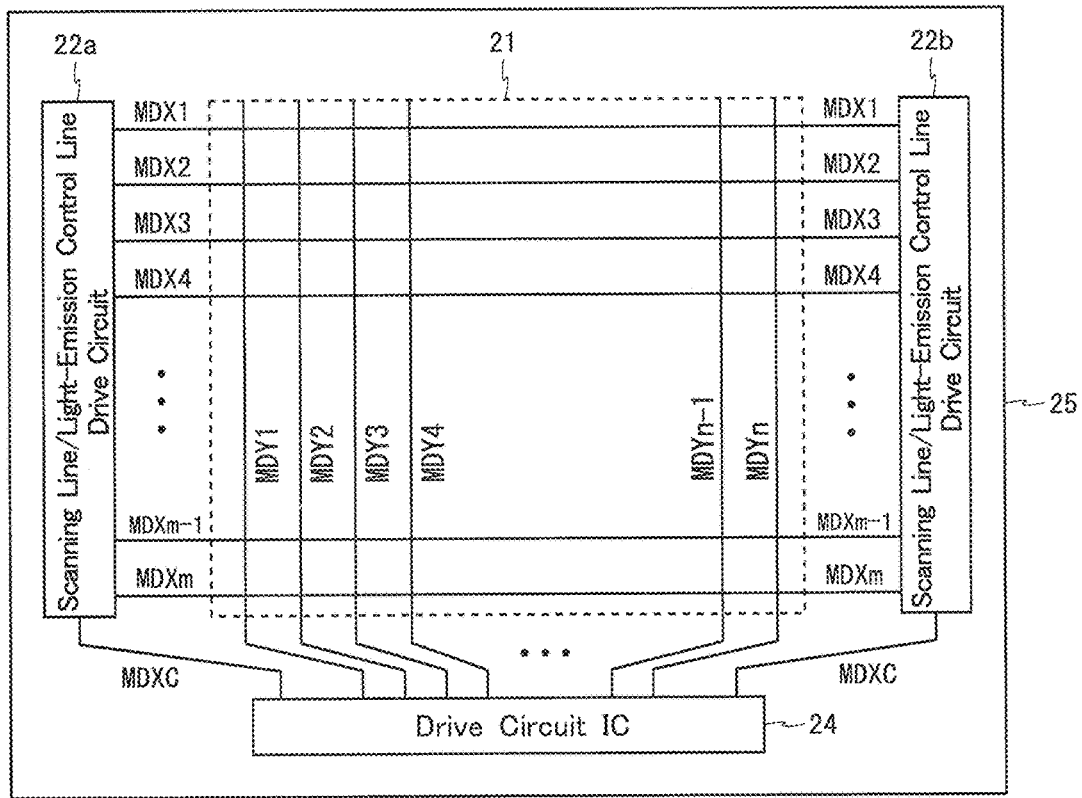 22a
21
22b
MDX1
MDX1
MDX2
MDX2
MDX3
MDX3
MDX4
MDX4
Scanning Line/Light-Emission Control Line
Drive Circuit
Scanning Line/Light-Emission Control Line
Drive Circuit
25
MDY1
MDY2
MDY3
MDY4
MDYn-1
MDYn
MDXm-1
MDXm-1
MDXm
MDXm
MDXC
MDXC
Drive Circuit IC
24